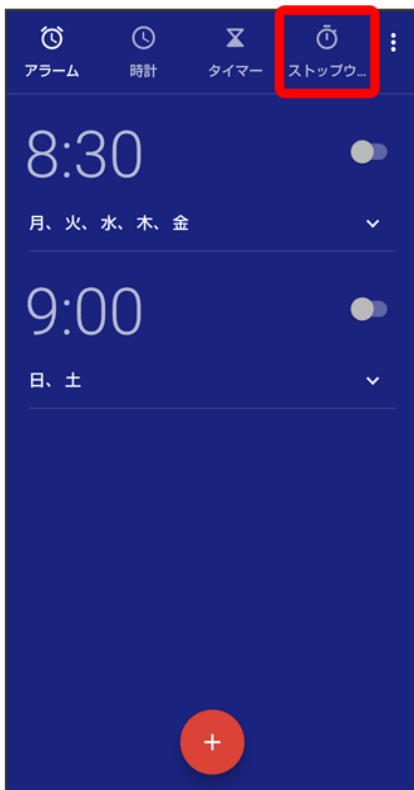 アラーム 時計 タイマー ストップウ...
8:30
月、火、水、木、金
9:00
日、土